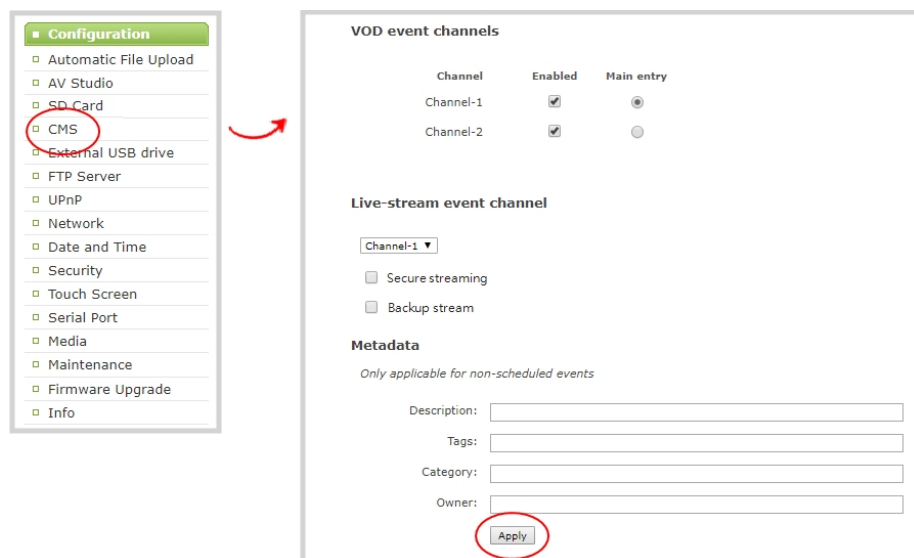 Configuration
Automatic File Upload
AV Studio
SD Card
CMS
External USB drive
FTP Server
UPnP
Network
Date and Time
Security
Touch Screen
Serial Port
Media
Maintenance
Firmware Upgrade
Info
VOD event channels
Channel Enabled Main entry
Channel-1
Channel-2
Live-stream event channel
Channel-1
Secure streaming
Backup stream
Metadata
Only applicable for non-scheduled events
Description:
Tags:
Category:
Owner:
Apply